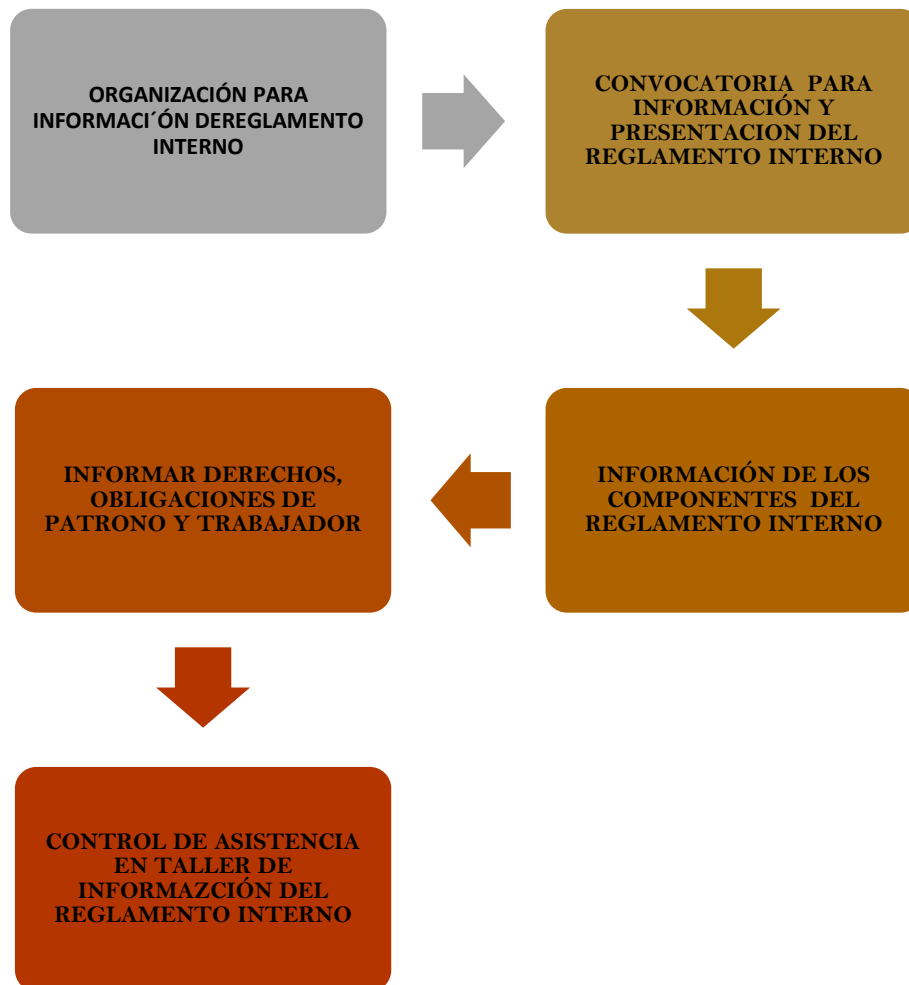 ORGANIZACIÓN PARA
INFORMACI´ÓN DEREGLAMENTO
INTERNO
CONVOCATORIA PARA
INFORMACIÓN Y
PRESENTACION DEL
REGLAMENTO INTERNO
INFORMACIÓN DE LOS
COMPONENTES DEL
REGLAMENTO INTERNO
INFORMAR DERECHOS,
OBLIGACIONES DE
PATRONO Y TRABAJADOR
CONTROL DE ASISTENCIA
EN TALLER DE
INFORMAZCIÓN DEL
REGLAMENTO INTERNO